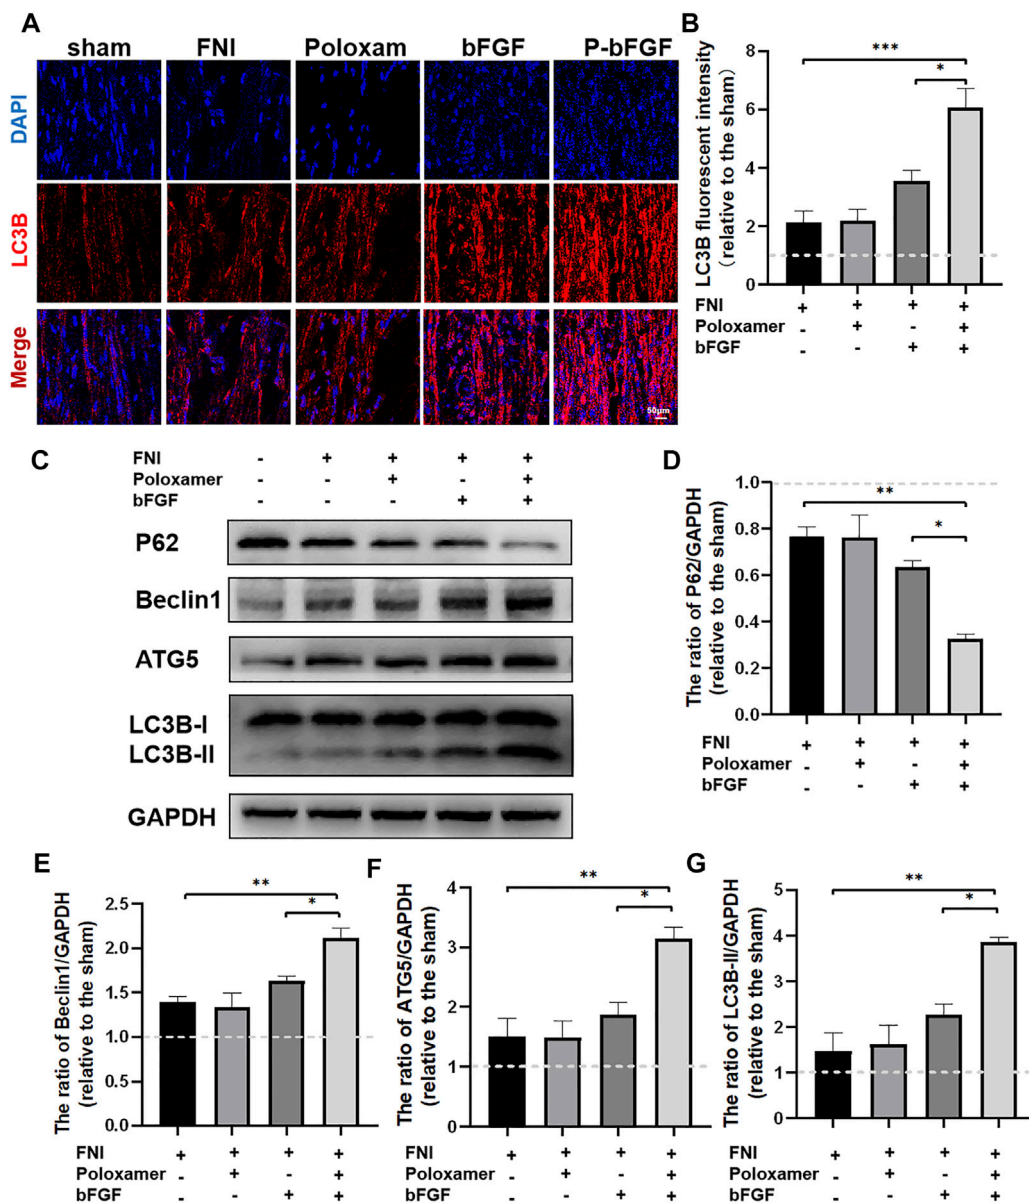 A
sham FNI Poloxam bFGF P-bFGF
DAPI
LC3B
Merge
50μm
B
LC3B fluorescent intensity
(relative to the sham)
8
6
4
2
0
***
*
FNI + + + +
Poloxamer - + - +
bFGF - - + +
C
FNI - + + + +
Poloxamer - - + - +
bFGF - - - + +
P62
Beclin1
ATG5
LC3B-I
LC3B-II
GAPDH
D
The ratio of P62/GAPDH
(relative to the sham)
1.0
0.8
0.6
0.4
0.2
0.0
**
*
FNI + + + +
Poloxamer - + - +
bFGF - - + +
E
The ratio of Beclin1/GAPDH
(relative to the sham)
2.5
2.0
1.5
1.0
0.5
0.0
**
*
FNI + + + +
Poloxamer - + - +
bFGF - - + +
F
The ratio of ATG5/GAPDH
(relative to the sham)
4
3
2
1
0
**
*
FNI + + + +
Poloxamer - + - +
bFGF - - + +
G
The ratio of LC3B-II/GAPDH
(relative to the sham)
5
4
3
2
1
0
**
*
FNI + + + +
Poloxamer - + - +
bFGF - - + +